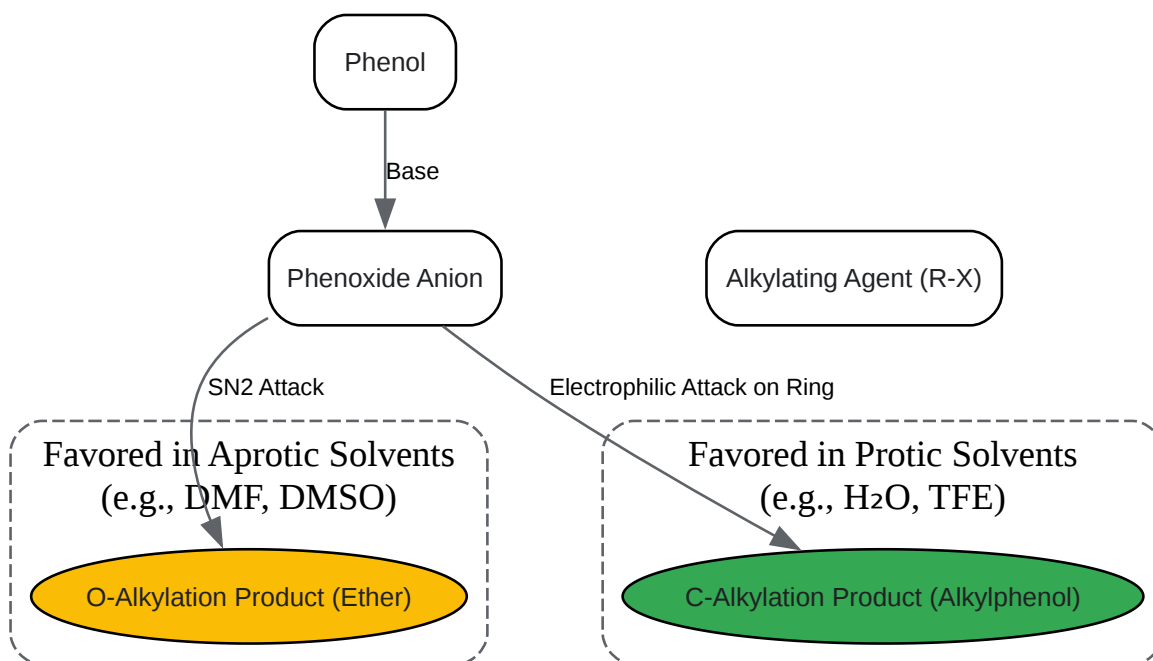 Phenol
Base
Phenoxide Anion
Alkylating Agent (R-X)
SN2 Attack
Electrophilic Attack on Ring
Favored in Aprotic Solvents
(e.g., DMF, DMSO)
Favored in Protic Solvents
(e.g., H₂O, TFE)
O-Alkylation Product (Ether)
C-Alkylation Product (Alkylphenol)